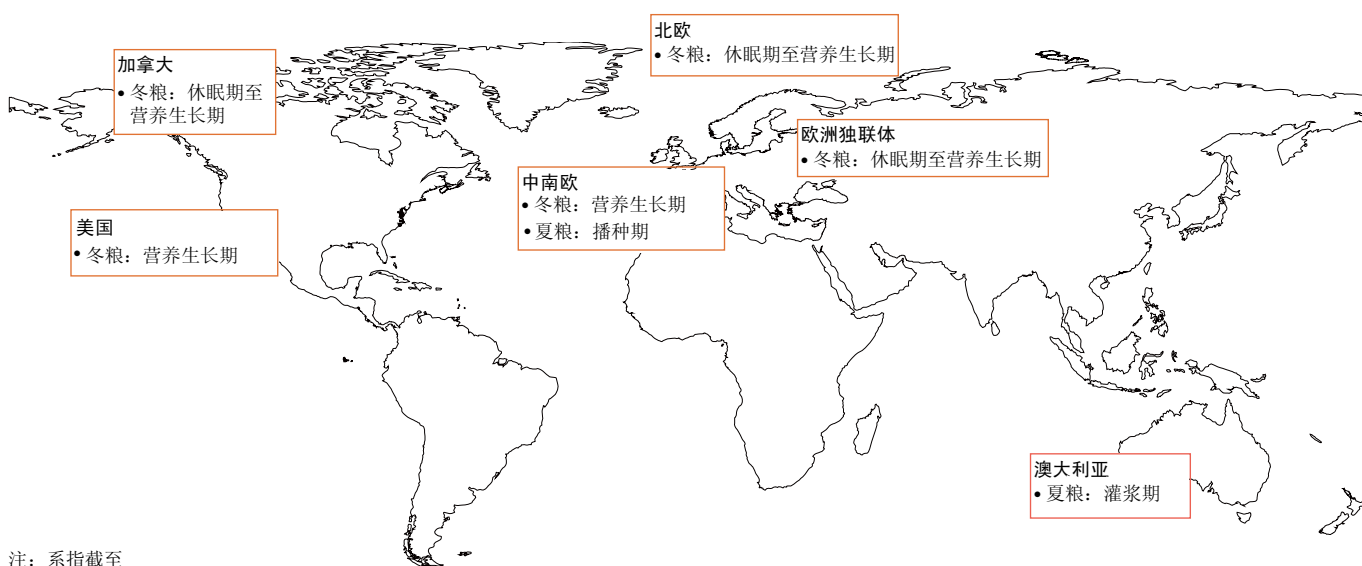 北欧
• 冬粮：休眠期至营养生长期
加拿大
• 冬粮：休眠期至
营养生长期
欧洲独联体
• 冬粮：休眠期至营养生长期
中南欧
• 冬粮：营养生长期
• 夏粮：播种期
美国
• 冬粮：营养生长期
澳大利亚
• 夏粮：灌浆期
注：系指截至